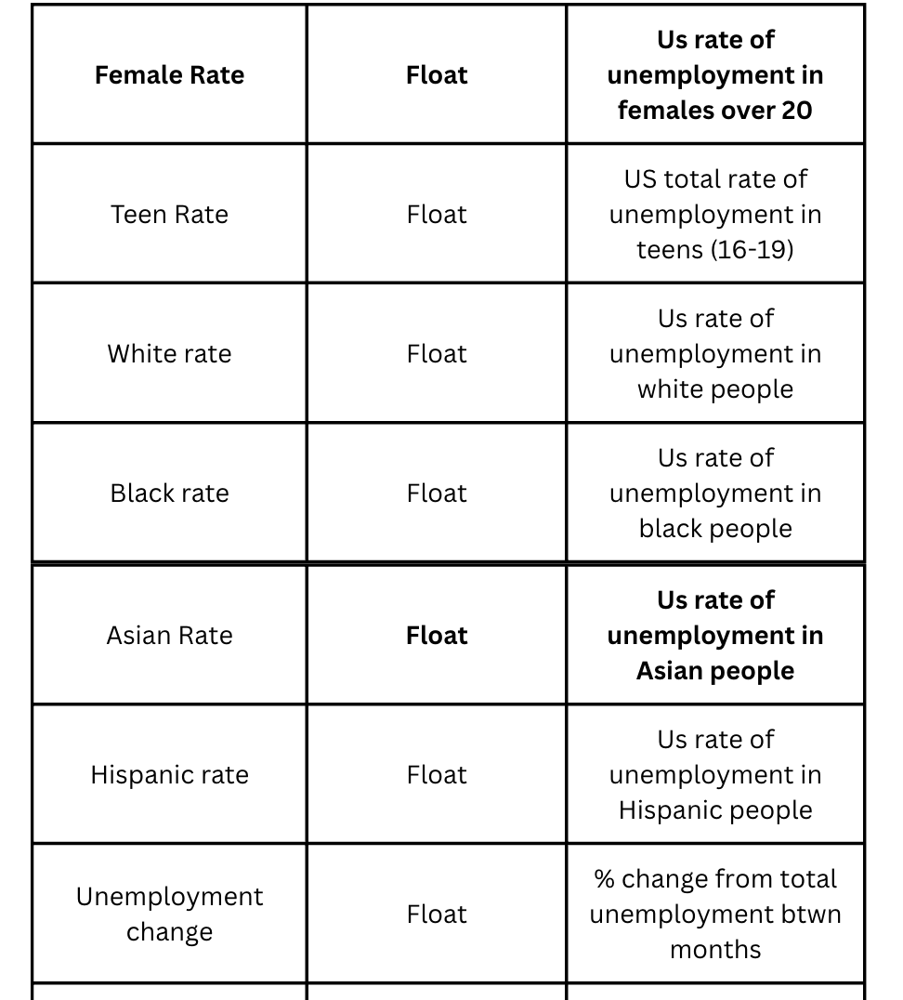 Female Rate
Float
Us rate of
unemployment in
females over 20
Teen Rate
Float
US total rate of
unemployment in
teens (16-19)
White rate
Float
Us rate of
unemployment in
white people
Black rate
Float
Us rate of
unemployment in
black people
Asian Rate
Float
Us rate of
unemployment in
Asian people
Hispanic rate
Float
Us rate of
unemployment in
Hispanic people
Unemployment
change
Float
% change from total
unemployment btwn
months